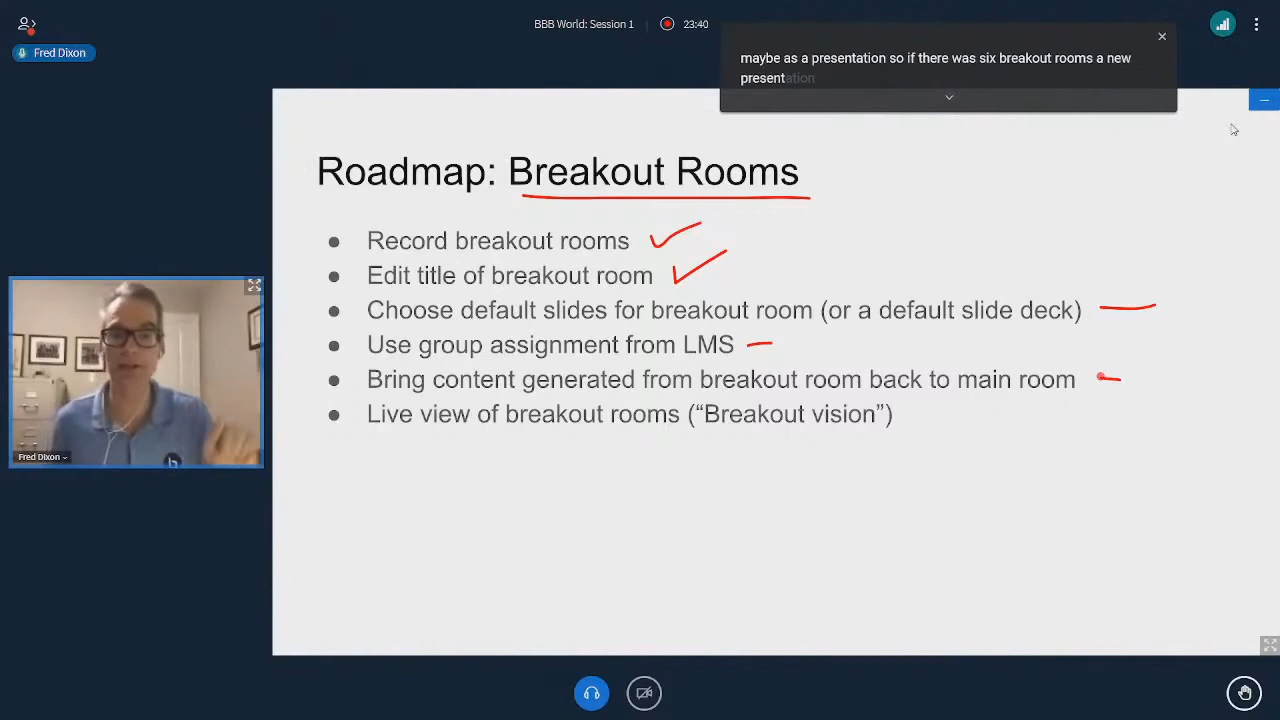 BBB World: Session 1
23:40
Fred Dixon
maybe as a presentation so if there was six breakout rooms a new
presentation
Roadmap: Breakout Rooms
● Record breakout rooms
● Edit title of breakout room
● Choose default slides for breakout room (or a default slide deck)
● Use group assignment from LMS
● Bring content generated from breakout room back to main room
● Live view of breakout rooms (“Breakout vision”)
Fred Dixon